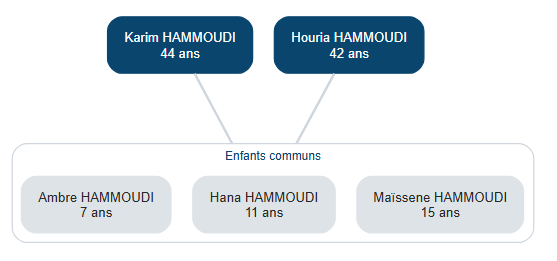 Karim HAMMOUDI
44 ans
Houria HAMMOUDI
42 ans
Enfants communs
Ambre HAMMOUDI
7 ans
Hana HAMMOUDI
11 ans
Maïssene HAMMOUDI
15 ans